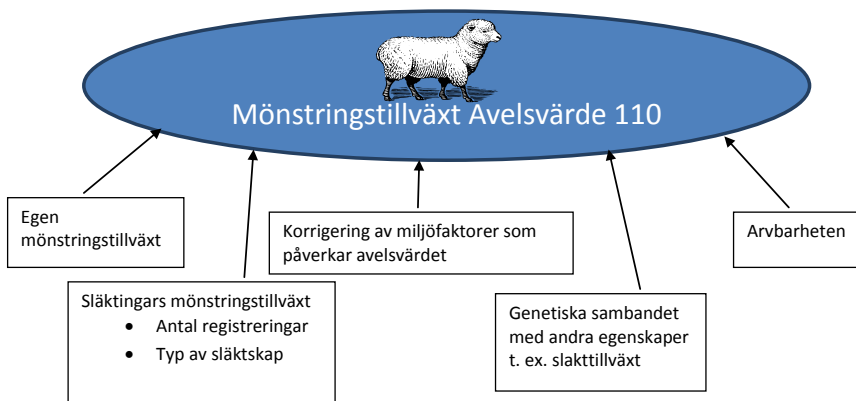 Mönstringstillväxt Avelsvärde 110
Egen
mönstringstillväxt
Släktingars mönstringstillväxt
• Antal registreringar
• Typ av släktskap
Korrigering av miljöfaktorer som
påverkar avelsvärdet
Genetiska sambandet
med andra egenskaper
t. ex. slakttillväxt
Arvbarheten